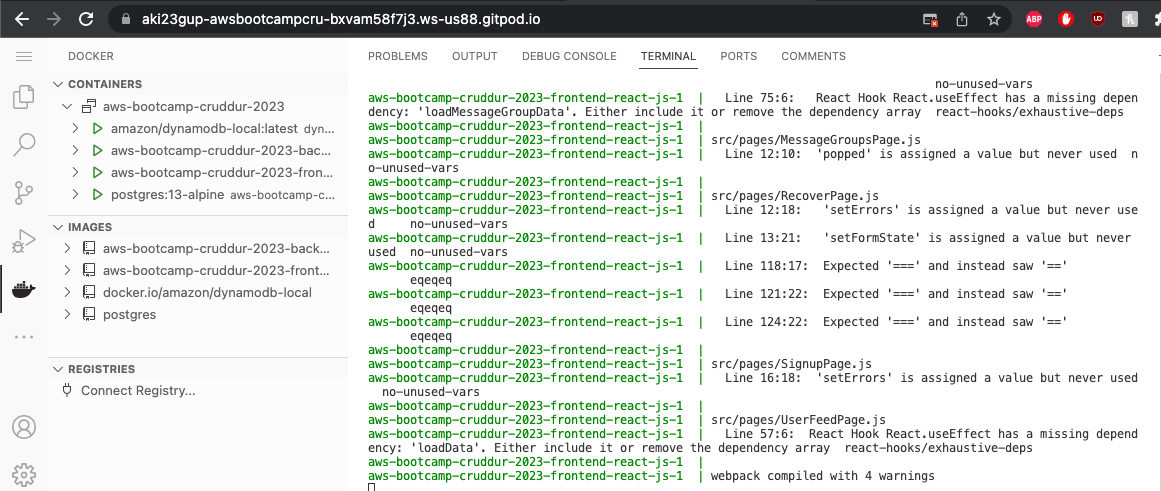 aki23gup-awsbootcampcru-bxvam58f7j3.ws-us88.gitpod.io
ABP
UD
DOCKER
CONTAINERS
aws-bootcamp-cruddur-2023
amazon/dynamodb-local:latest dyn...
aws-bootcamp-cruddur-2023-bac...
aws-bootcamp-cruddur-2023-fron...
postgres:13-alpine aws-bootcamp-c...
IMAGES
aws-bootcamp-cruddur-2023-back...
aws-bootcamp-cruddur-2023-front...
docker.io/amazon/dynamodb-local
postgres
REGISTRIES
Connect Registry...
PROBLEMS OUTPUT DEBUG CONSOLE TERMINAL PORTS COMMENTS
no-unused-vars
aws-bootcamp-cruddur-2023-frontend-react-js-1 | Line 75:6: React Hook React.useEffect has a missing depen
dency: 'loadMessageGroupData'. Either include it or remove the dependency array react-hooks/exhaustive-deps
aws-bootcamp-cruddur-2023-frontend-react-js-1 |
aws-bootcamp-cruddur-2023-frontend-react-js-1 | src/pages/MessageGroupsPage.js
aws-bootcamp-cruddur-2023-frontend-react-js-1 | Line 12:10: 'popped' is assigned a value but never used n
o-unused-vars
aws-bootcamp-cruddur-2023-frontend-react-js-1 |
aws-bootcamp-cruddur-2023-frontend-react-js-1 | src/pages/RecoverPage.js
aws-bootcamp-cruddur-2023-frontend-react-js-1 | Line 12:18: 'setErrors' is assigned a value but never use
d no-unused-vars
aws-bootcamp-cruddur-2023-frontend-react-js-1 | Line 13:21: 'setFormState' is assigned a value but never
used no-unused-vars
aws-bootcamp-cruddur-2023-frontend-react-js-1 | Line 118:17: Expected '===' and instead saw '=='
eqeqeq
aws-bootcamp-cruddur-2023-frontend-react-js-1 | Line 121:22: Expected '===' and instead saw '=='
eqeqeq
aws-bootcamp-cruddur-2023-frontend-react-js-1 | Line 124:22: Expected '===' and instead saw '=='
eqeqeq
aws-bootcamp-cruddur-2023-frontend-react-js-1 |
aws-bootcamp-cruddur-2023-frontend-react-js-1 | src/pages/SignupPage.js
aws-bootcamp-cruddur-2023-frontend-react-js-1 | Line 16:18: 'setErrors' is assigned a value but never used
no-unused-vars
aws-bootcamp-cruddur-2023-frontend-react-js-1 |
aws-bootcamp-cruddur-2023-frontend-react-js-1 | src/pages/UserFeedPage.js
aws-bootcamp-cruddur-2023-frontend-react-js-1 | Line 57:6: React Hook React.useEffect has a missing depend
ency: 'loadData'. Either include it or remove the dependency array react-hooks/exhaustive-deps
aws-bootcamp-cruddur-2023-frontend-react-js-1 |
aws-bootcamp-cruddur-2023-frontend-react-js-1 | webpack compiled with 4 warnings